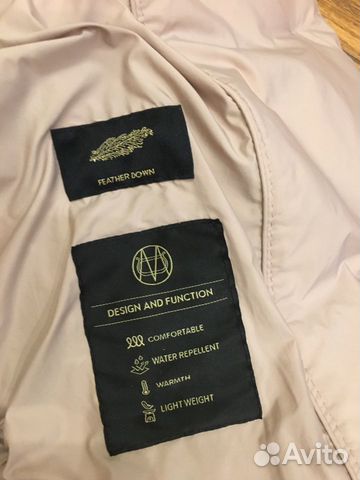 FEATHER DOWN
DESIGN AND FUNCTION
COMFORTABLE
WATER REPELLENT
WARMTH
LIGHT WEIGHT
Avito